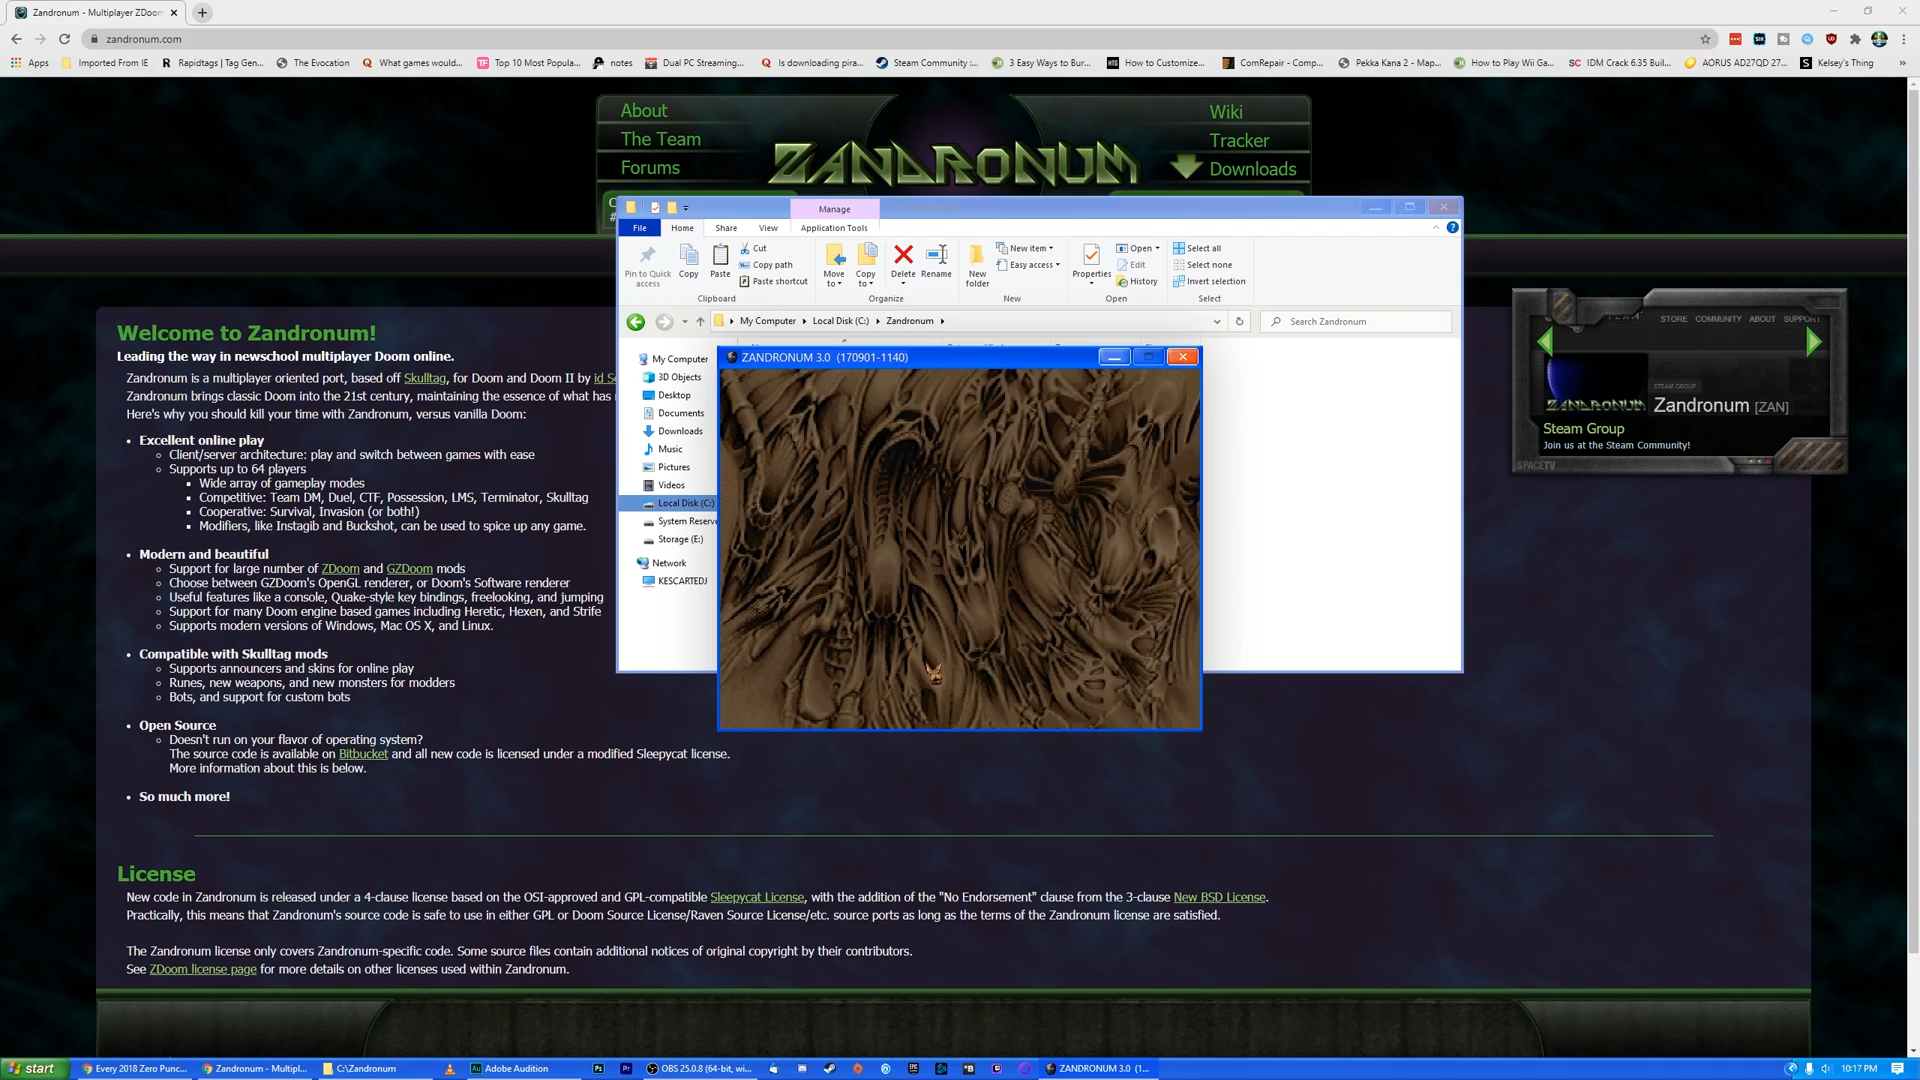 Zandronum - Multiplayer ZDoom
zandronum.com
Apps
Imported From IE
Rapidtags | Tag Gen...
The Evocation
What games would...
Top 10 Most Popula...
notes
Dual PC Streaming...
Is downloading pira...
Steam Community :...
3 Easy Ways to Bur...
How to Customize...
ComRepair - Comp...
Pekka Kana 2 - Map...
How to Play Wii Ga...
IDM Crack 6.35 Buil...
AORUS AD27QD 27...
Kelsey's Thing
About
The Team
Forums
ZANDRONUM
Wiki
Tracker
Downloads
Manage
File
Home
Share
View
Application Tools
Pin to Quick access
Copy
Paste
Cut
Copy path
Paste shortcut
Clipboard
Move to
Copy to
Delete
Rename
Organize
New folder
New item
Easy access
New
Properties
Open
Edit
History
Open
Select all
Select none
Invert selection
Select
My Computer
Local Disk (C:)
Zandronum
Search Zandronum
My Computer
3D Objects
Desktop
Documents
Downloads
Music
Pictures
Videos
Local Disk (C:)
System Reserve
Storage (E:)
Network
KESCARTEDJ
ZANDRONUM 3.0 (170901-1140)
Welcome to Zandronum!
Leading the way in newschool multiplayer Doom online.
Zandronum is a multiplayer oriented port, based off Skulltag, for Doom and Doom II by id S
Zandronum brings classic Doom into the 21st century, maintaining the essence of what has
Here's why you should kill your time with Zandronum, versus vanilla Doom:
Excellent online play
Client/server architecture: play and switch between games with ease
Supports up to 64 players
Wide array of gameplay modes
Competitive: Team DM, Duel, CTF, Possession, LMS, Terminator, Skulltag
Cooperative: Survival, Invasion (or both!)
Modifiers, like Instagib and Buckshot, can be used to spice up any game.
Modern and beautiful
Support for large number of ZDoom and GZDoom mods
Choose between GZDoom's OpenGL renderer, or Doom's Software renderer
Useful features like a console, Quake-style key bindings, freelooking, and jumping
Support for many Doom engine based games including Heretic, Hexen, and Strife
Supports modern versions of Windows, Mac OS X, and Linux.
Compatible with Skulltag mods
Supports announcers and skins for online play
Runes, new weapons, and new monsters for modders
Bots, and support for custom bots
Open Source
Doesn't run on your flavor of operating system?
The source code is available on Bitbucket and all new code is licensed under a modified Sleepycat license.
More information about this is below.
So much more!
STORE COMMUNITY ABOUT SUPPORT
STEAM GROUP
ZANDRONUM
Zandronum [ZAN]
Steam Group
Join us at the Steam Community!
SPACETV
License
New code in Zandronum is released under a 4-clause license based on the OSI-approved and GPL-compatible Sleepycat License, with the addition of the "No Endorsement" clause from the 3-clause New BSD License.
Practically, this means that Zandronum's source code is safe to use in either GPL or Doom Source License/Raven Source License/etc. source ports as long as the terms of the Zandronum license are satisfied.
The Zandronum license only covers Zandronum-specific code. Some source files contain additional notices of original copyright by their contributors.
See ZDoom license page for more details on other licenses used within Zandronum.
start
Every 2018 Zero Punc...
Zandronum - Multipl...
C:\Zandronum
Adobe Audition
OBS 25.0.8 (64-bit, wi...
ZANDRONUM 3.0 (1...
10:17 PM